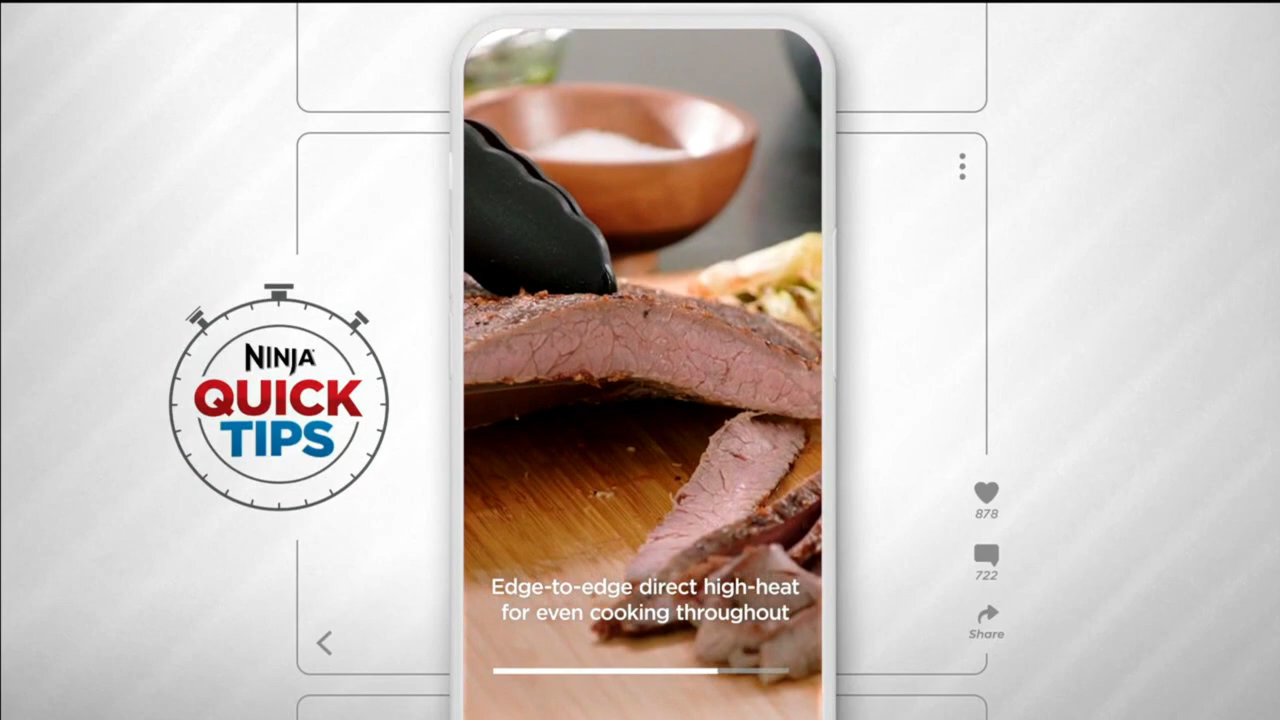 NINJA
QUICK
TIPS
Edge-to-edge direct high-heat
for even cooking throughout
878
722
Share